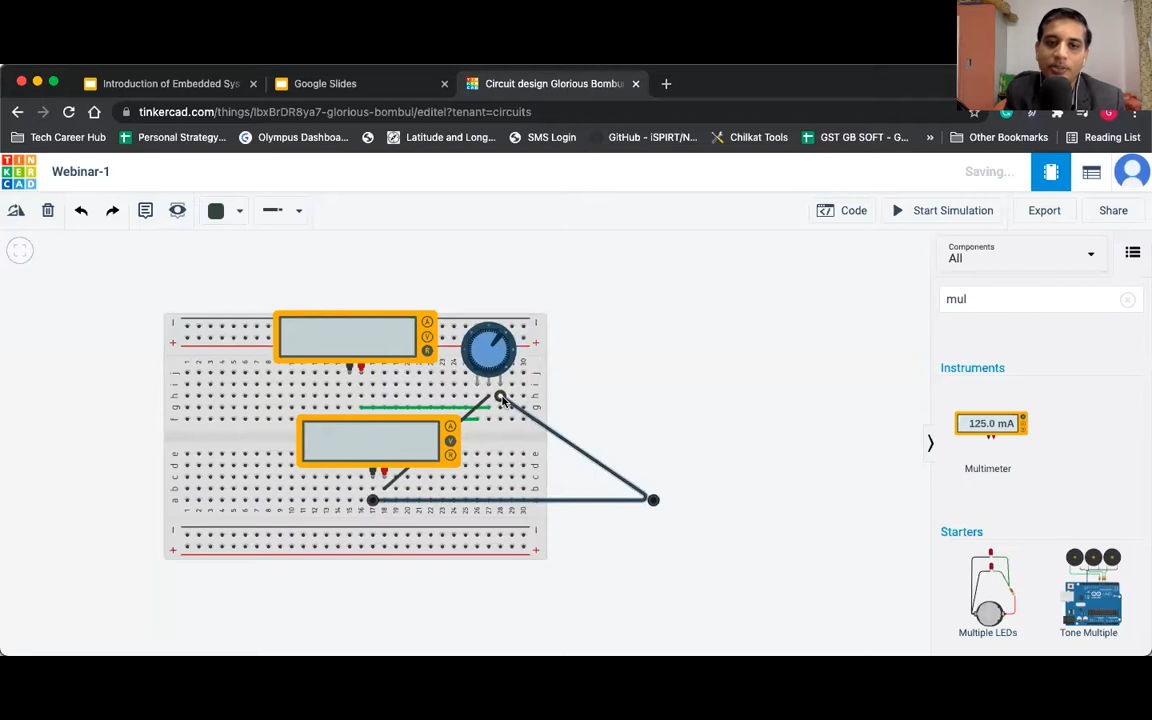 Introduction of Embedded Sys
Google Slides
Circuit design Glorious Bombu
tinkercad.com/things/lbxBrDR8ya7-glorious-bombul/editel?tenant=circuits
Tech Career Hub
Personal Strategy...
Olympus Dashboa...
Latitude and Long...
SMS Login
GitHub - iSPIRT/N...
Chilkat Tools
GST GB SOFT - G...
»
Other Bookmarks
Reading List
TIN
KER
CAD
Webinar-1
Saving...
Code
Start Simulation
Export
Share
Components
All
mul
Instruments
125.0 mA
Multimeter
Starters
Multiple LEDs
Tone Multiple
A
V
R
A
V
R